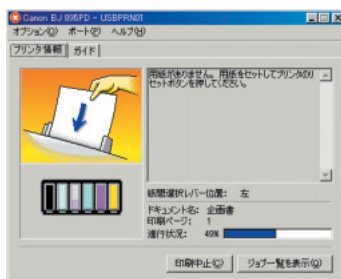 Canon BJ 895PD - USBPRN01
オプション(O) ポート(P) ヘルプ(H)
プリンタ情報 ガイド
用紙がありません。用紙をセットしてプリンタのリ
セットボタンを押してください。
紙間選択レバー位置: 左
ドキュメント名: 企画書
印刷ページ: 1
進行状況: 49%
印刷中止(C) ジョブ一覧を表示(Q)